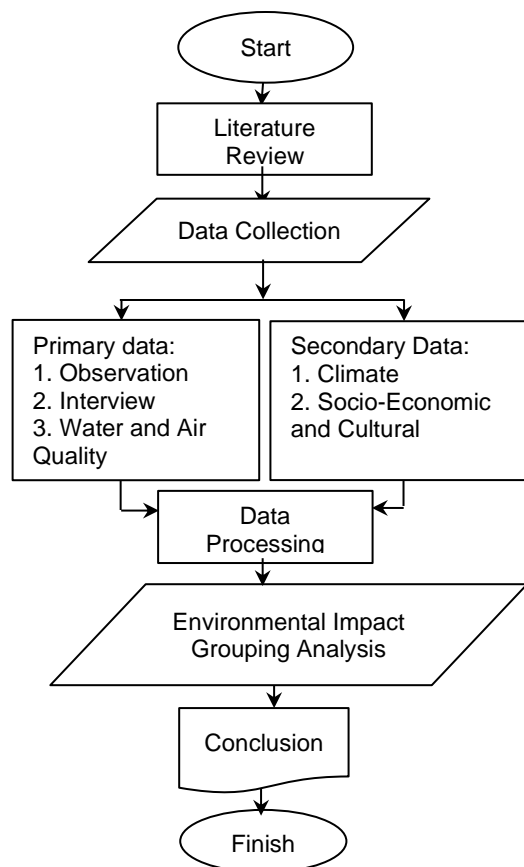 Start
Literature
Review
Data Collection
Primary data:
1. Observation
2. Interview
3. Water and Air
Quality
Secondary Data:
1. Climate
2. Socio-Economic
and Cultural
Data
Processing
Environmental Impact
Grouping Analysis
Conclusion
Finish